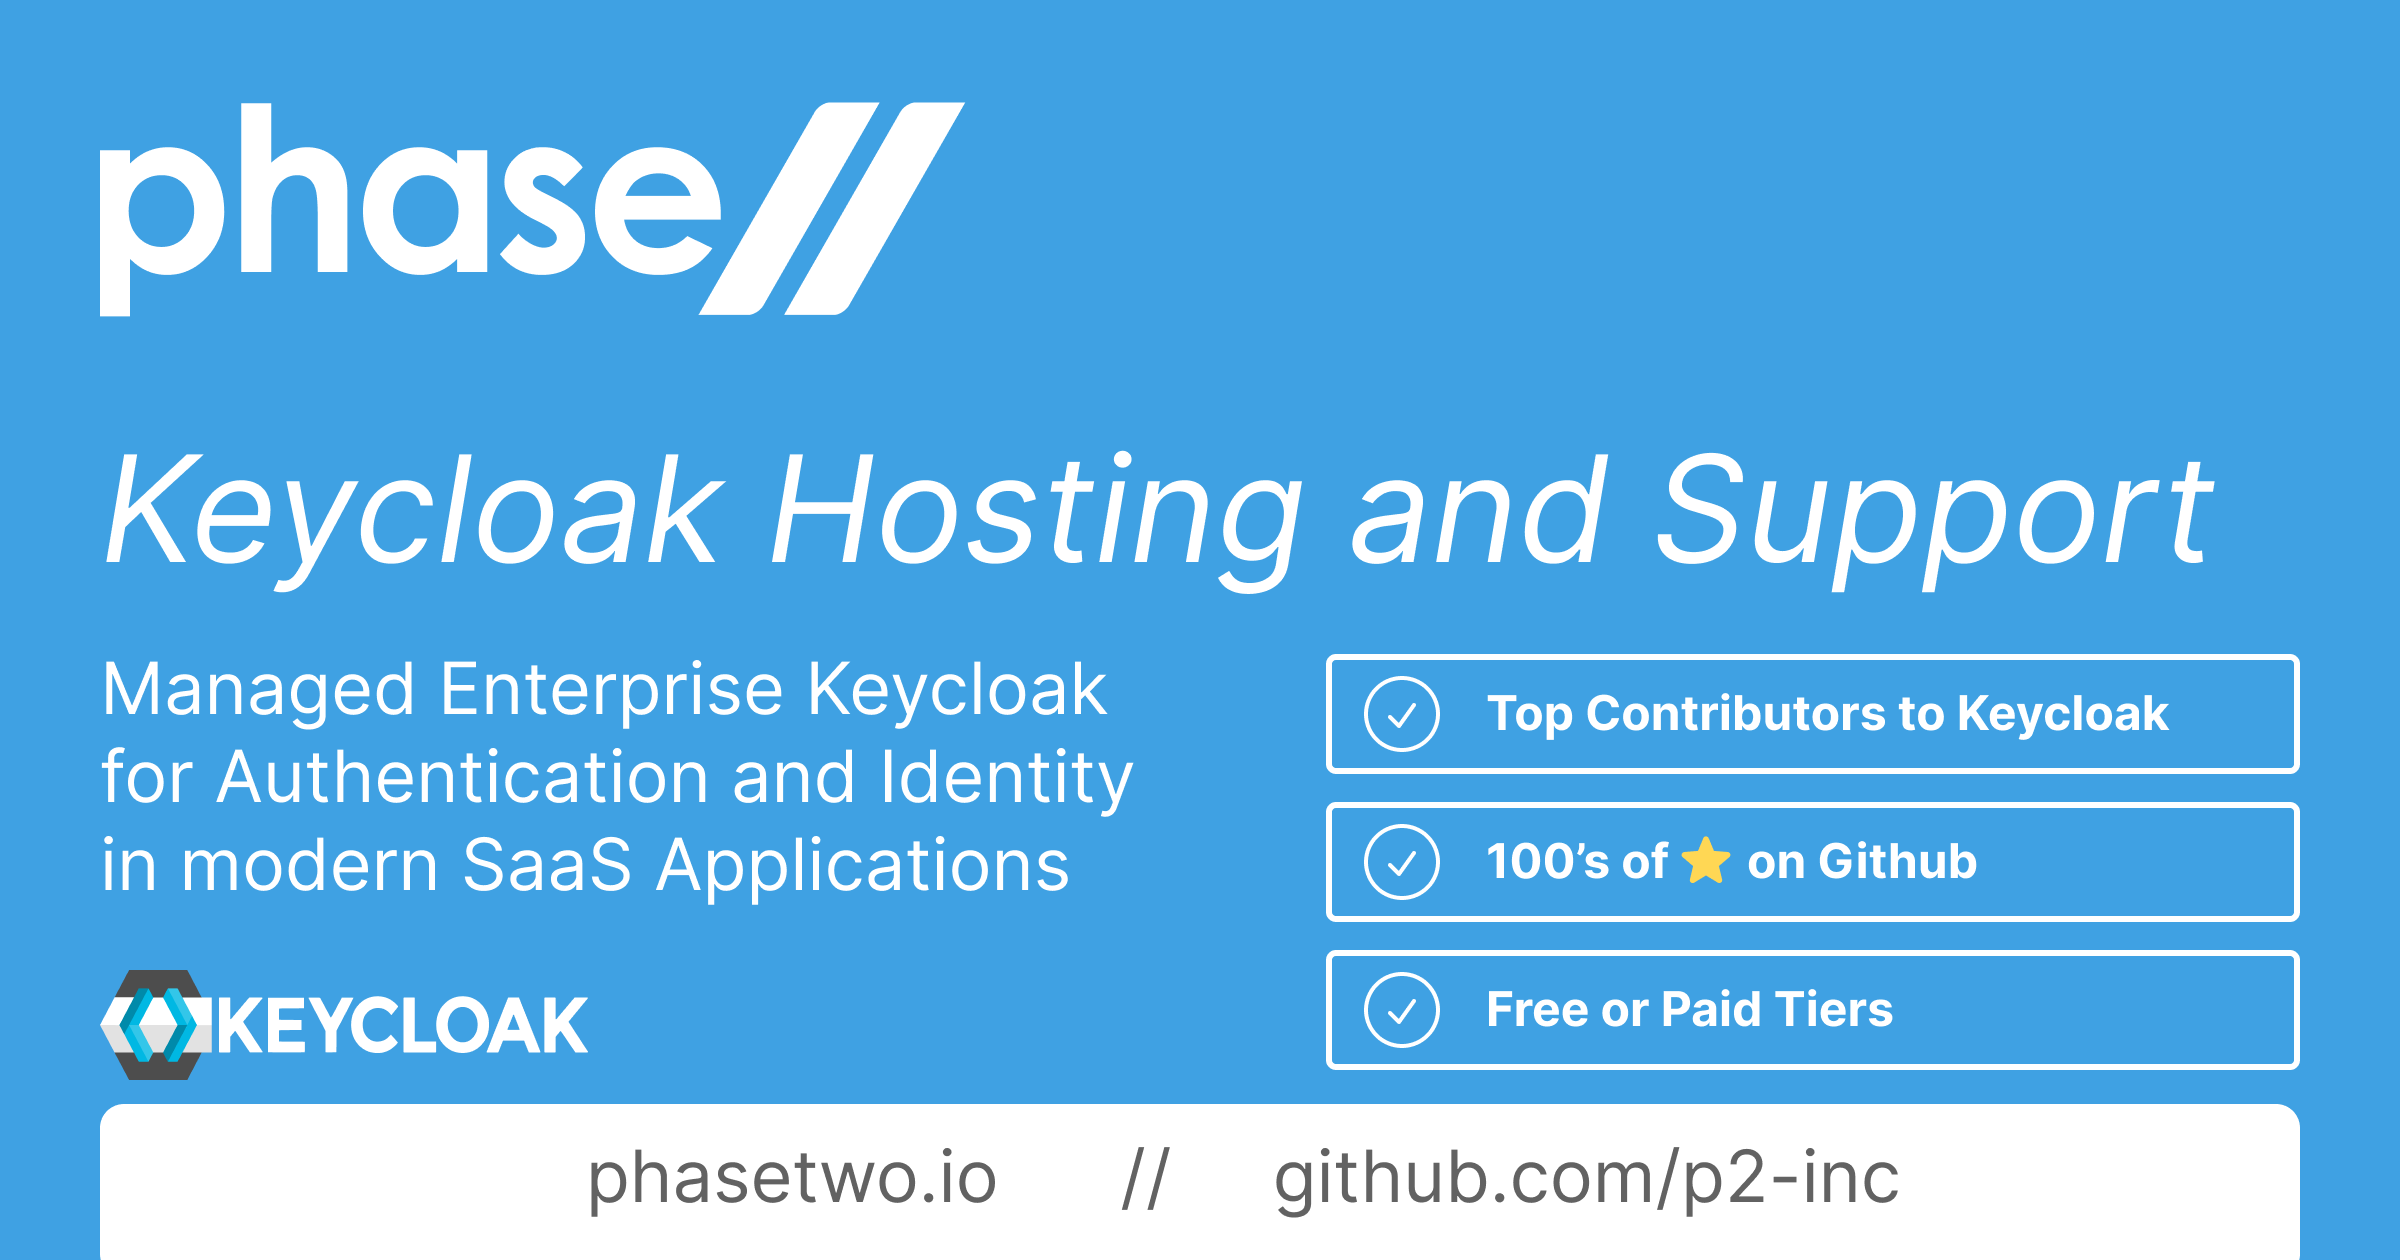 phase//
Keycloak Hosting and Support
Managed Enterprise Keycloak
for Authentication and Identity
in modern SaaS Applications
KEYCLOAK
Top Contributors to Keycloak
100’s of ⭐ on Github
Free or Paid Tiers
phasetwo.io // github.com/p2-inc